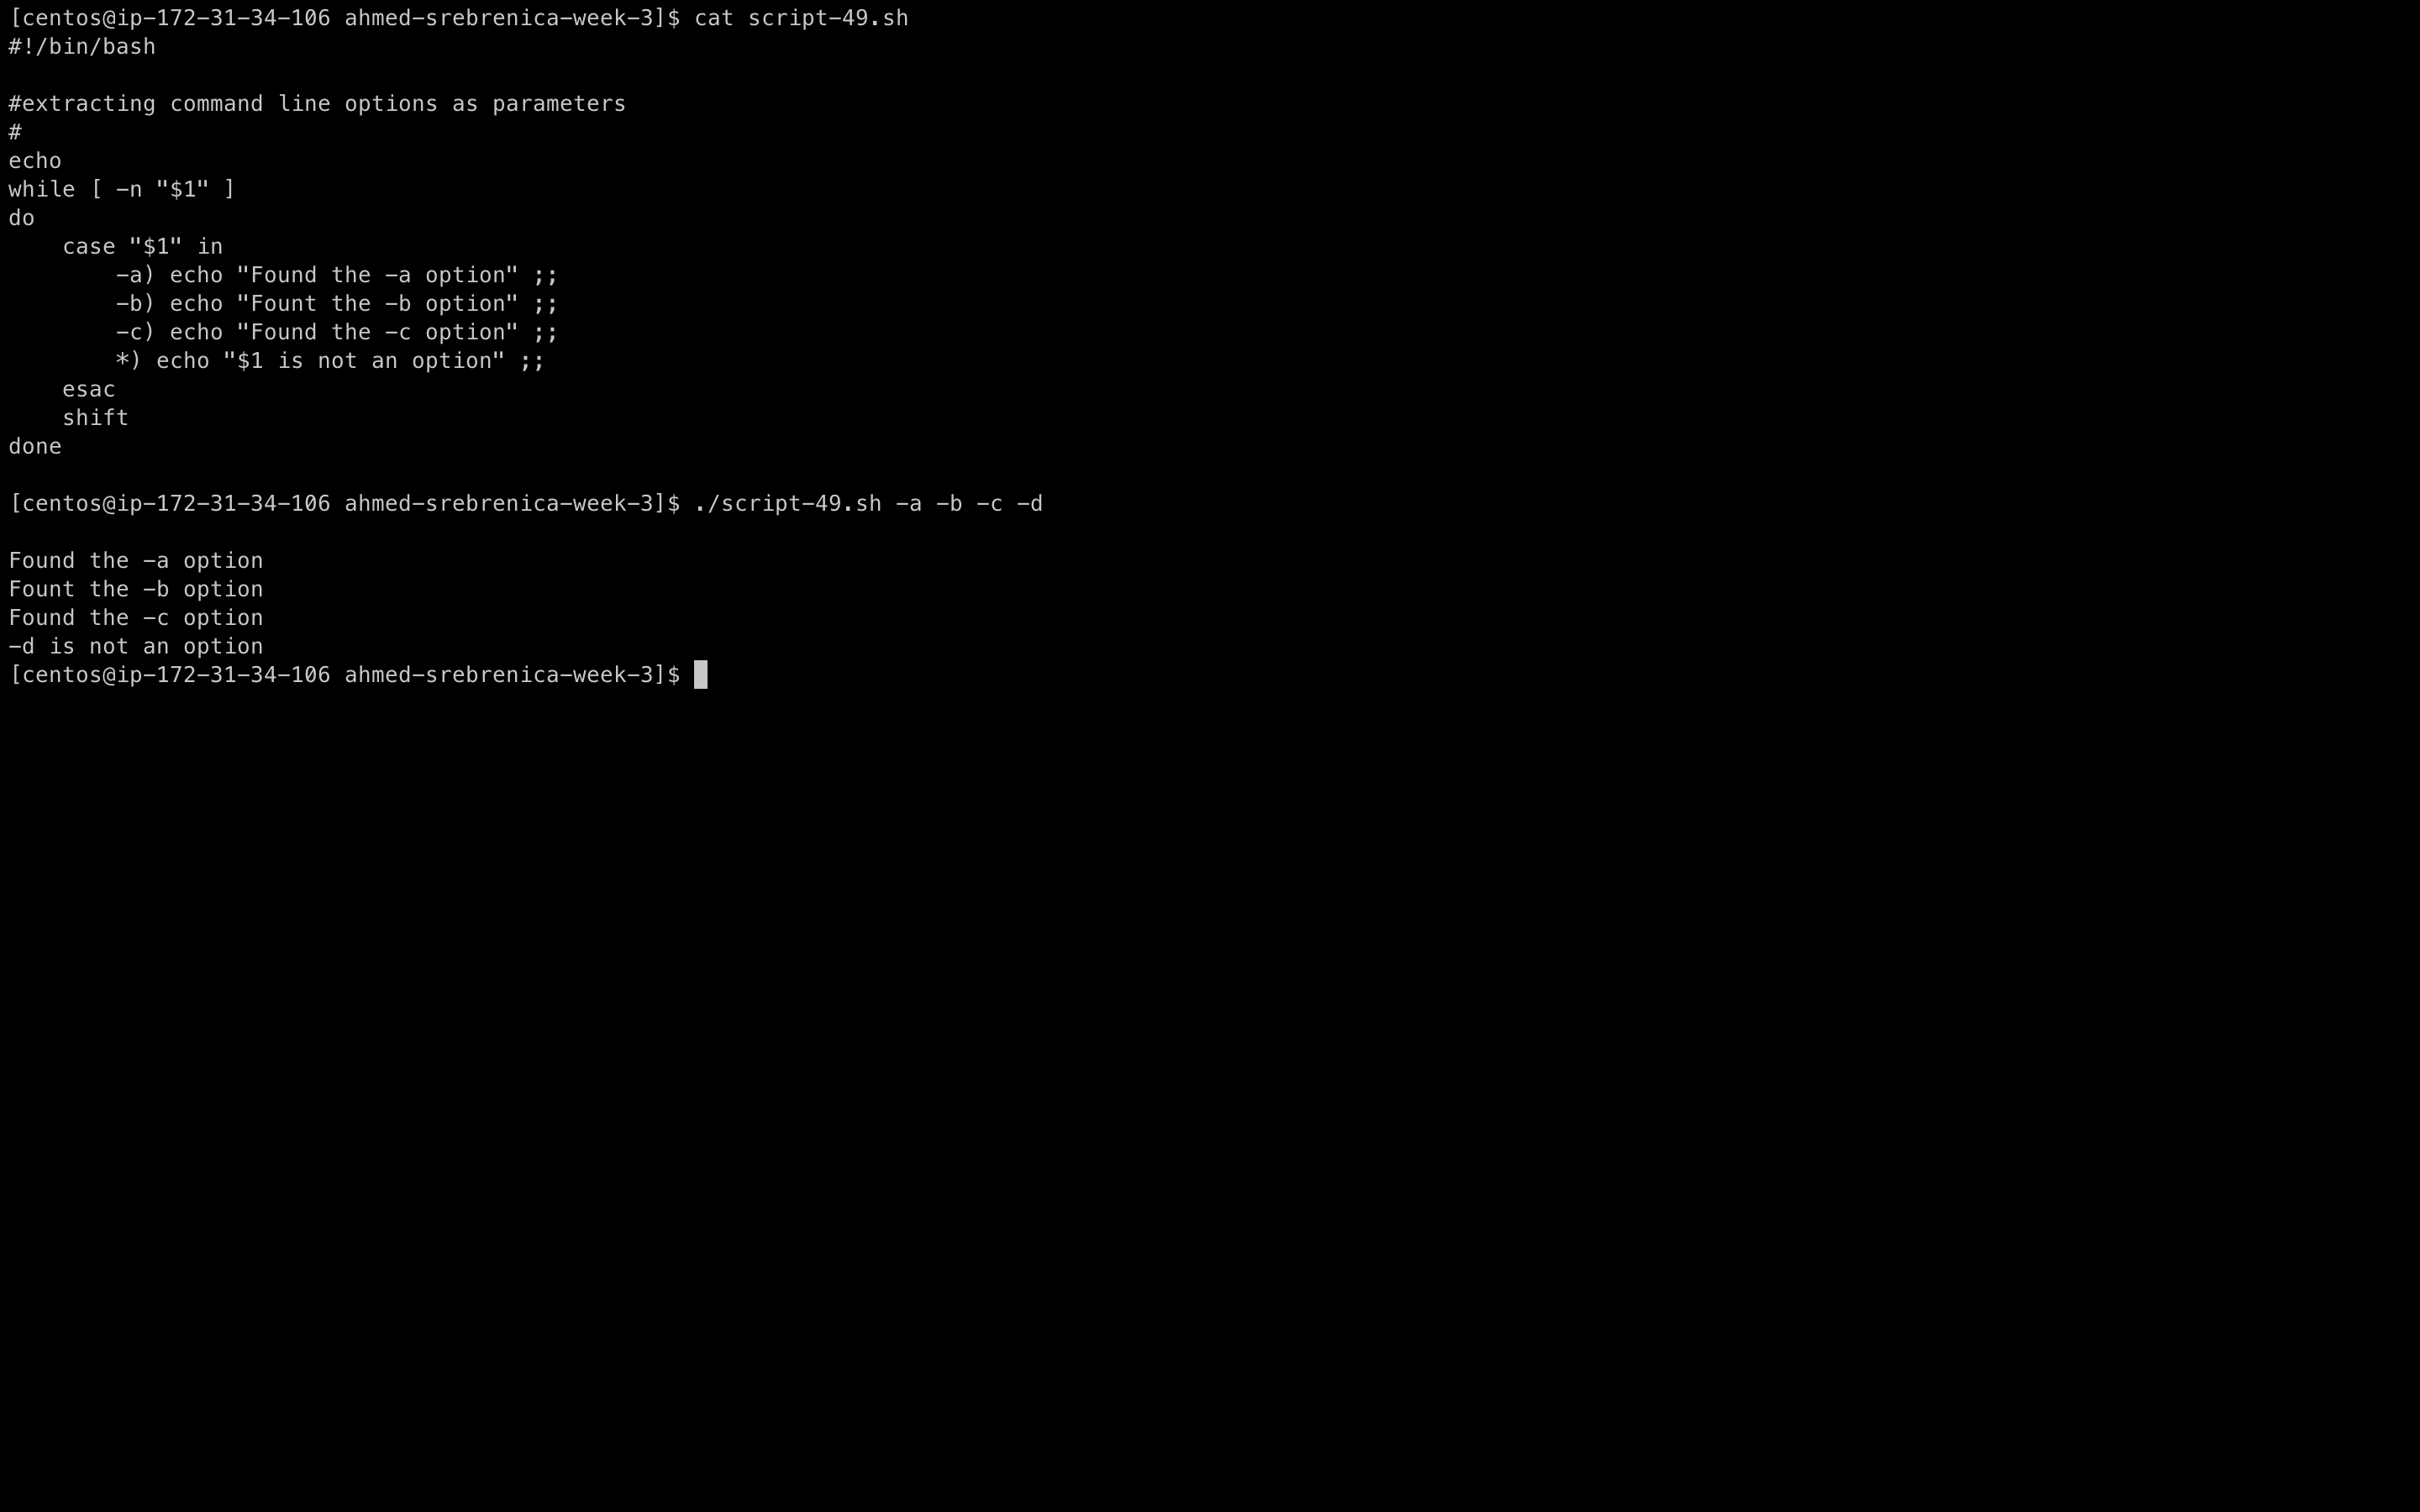 [centos@ip-172-31-34-106 ahmed-srebrenica-week-3]$ cat script-49.sh
#!/bin/bash

#extracting command line options as parameters
#
echo
while [ -n "$1" ]
do
    case "$1" in
        -a) echo "Found the -a option" ;;
        -b) echo "Fount the -b option" ;;
        -c) echo "Found the -c option" ;;
        *) echo "$1 is not an option" ;;
    esac
    shift
done

[centos@ip-172-31-34-106 ahmed-srebrenica-week-3]$ ./script-49.sh -a -b -c -d

Found the -a option
Fount the -b option
Found the -c option
-d is not an option
[centos@ip-172-31-34-106 ahmed-srebrenica-week-3]$